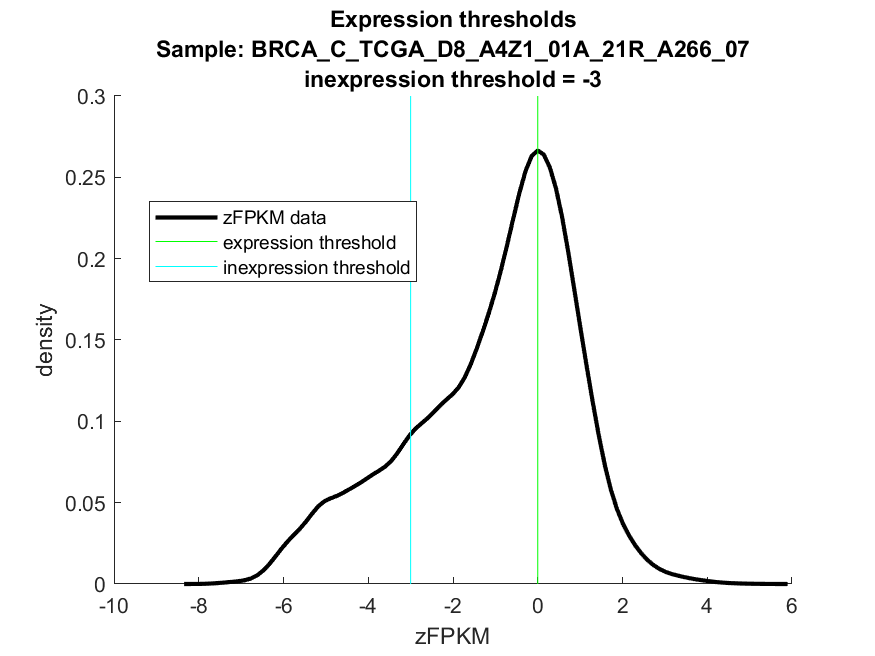 Expression thresholds
Sample: BRCA_C_TCGA_D8_A4Z1_01A_21R_A266_07
inexpression threshold = -3
0.3
0.25
0.2
0.15
0.1
0.05
0
density
zFPKM data
expression threshold
inexpression threshold
-10 -8 -6 -4 -2 0 2 4 6
zFPKM